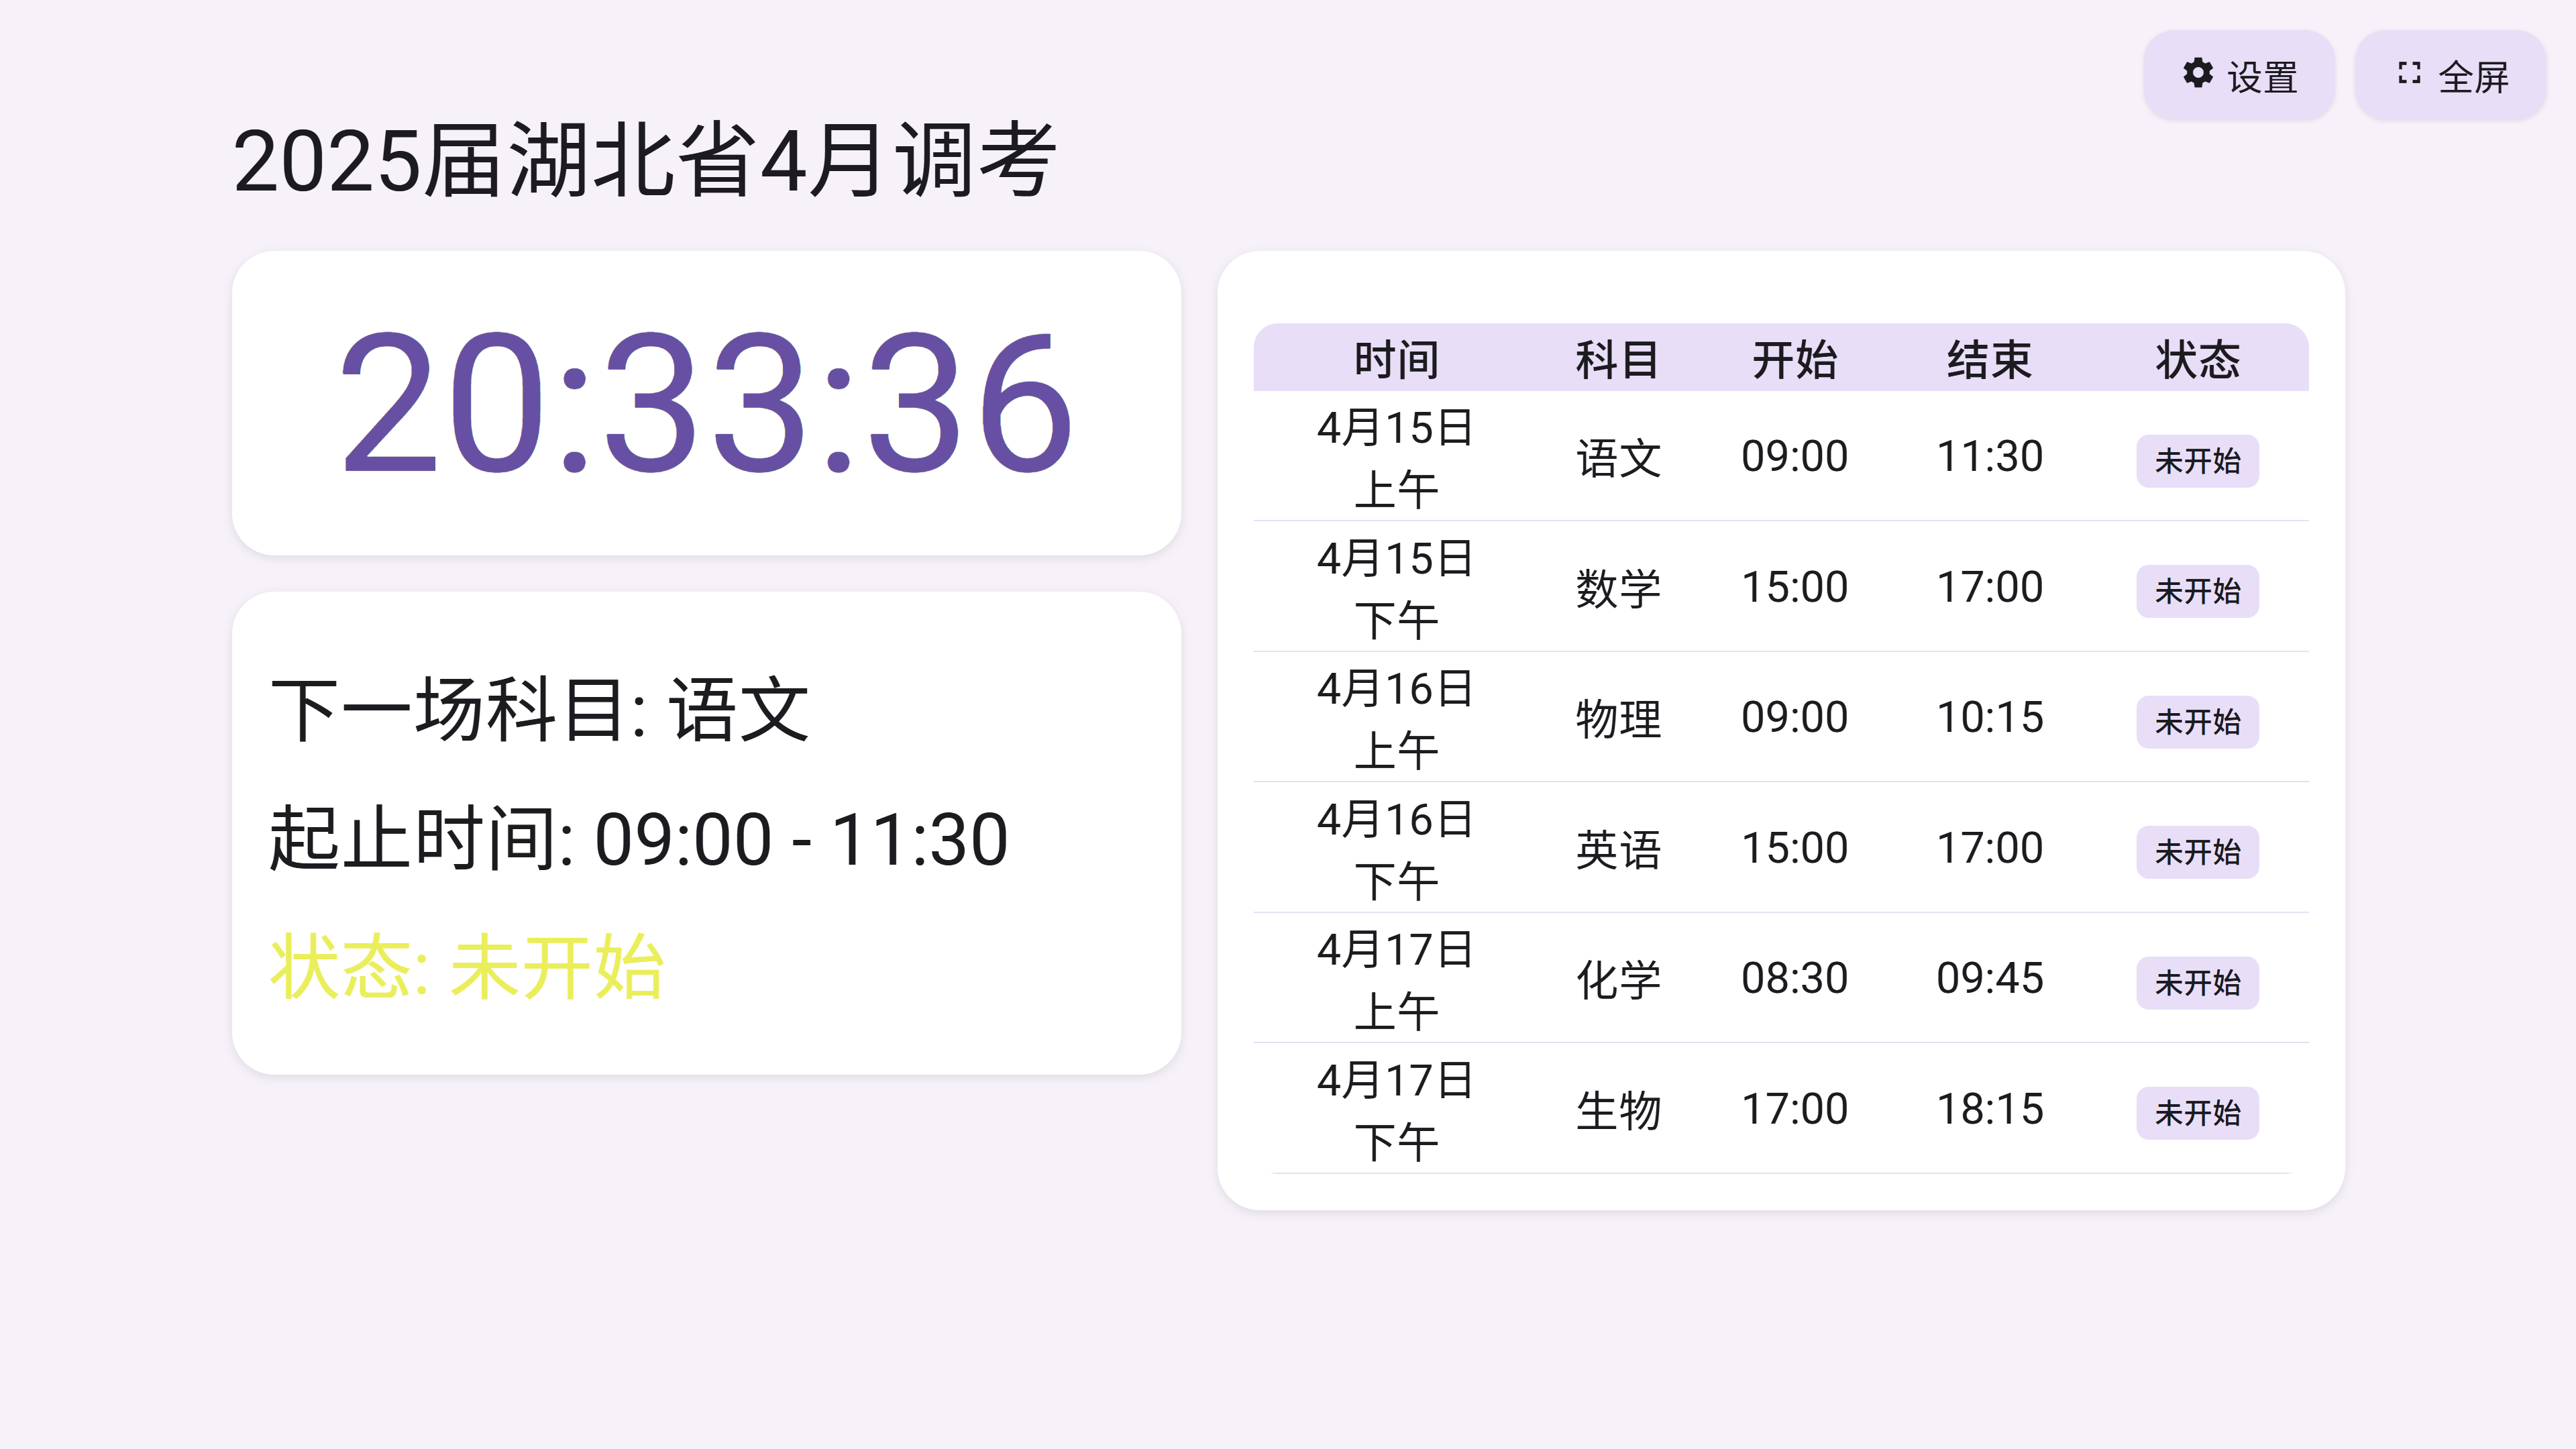 设置 全屏
2025届湖北省4月调考
20:33:36
下一场科目: 语文
起止时间: 09:00 - 11:30
状态: 未开始
时间 科目 开始 结束 状态
4月15日
上午 语文 09:00 11:30 未开始
4月15日
下午 数学 15:00 17:00 未开始
4月16日
上午 物理 09:00 10:15 未开始
4月16日
下午 英语 15:00 17:00 未开始
4月17日
上午 化学 08:30 09:45 未开始
4月17日
下午 生物 17:00 18:15 未开始